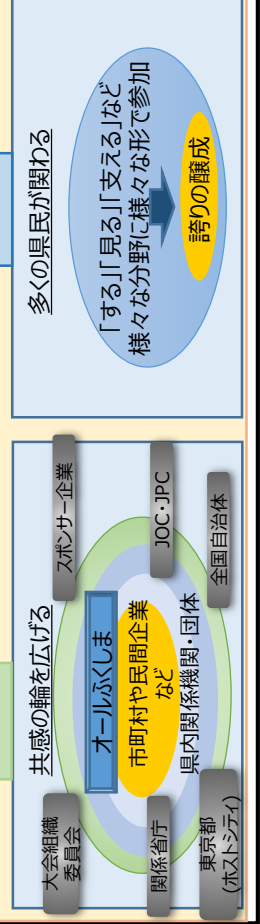 共感の輪を広げる
大会組織
委員会
スポンサー企業
オールふくしま
市町村や民間企業
など
県内関係機関・団体
関係省庁
JOC・JPC
東京都
(ホストシティ)
全国自治体
多くの県民が関わる
「する」「見る」「支える」など
様々な分野に様々な形で参加
誇りの醸成